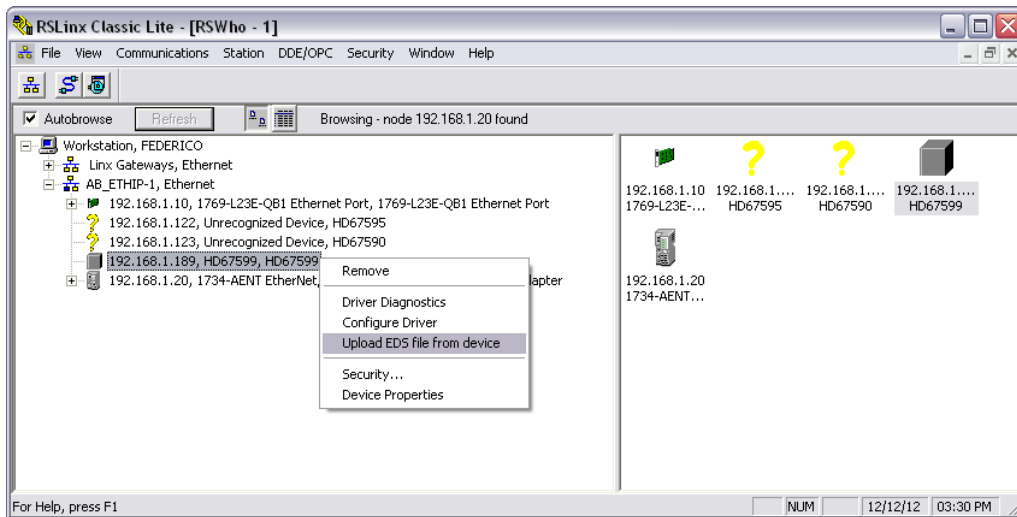 RSLinx Classic Lite - [RSWho - 1]
File View Communications Station DDE/OPC Security Window Help
Autobrowse Refresh Browsing - node 192.168.1.20 found
Workstation, FEDERICO
Linx Gateways, Ethernet
AB_ETHIP-1, Ethernet
192.168.1.10, 1769-L23E-QB1 Ethernet Port, 1769-L23E-QB1 Ethernet Port
192.168.1.122, Unrecognized Device, HD67595
192.168.1.123, Unrecognized Device, HD67590
192.168.1.189, HD67599, HD67599
192.168.1.20, 1734-AENT EtherNet, lapter
Remove
Driver Diagnostics
Configure Driver
Upload EDS file from device
Security...
Device Properties
192.168.1.10 192.168.1.... 192.168.1.... 192.168.1....
1769-L23E-... HD67595 HD67590 HD67599
192.168.1.20
1734-AENT...
For Help, press F1 NUM 12/12/12 03:30 PM